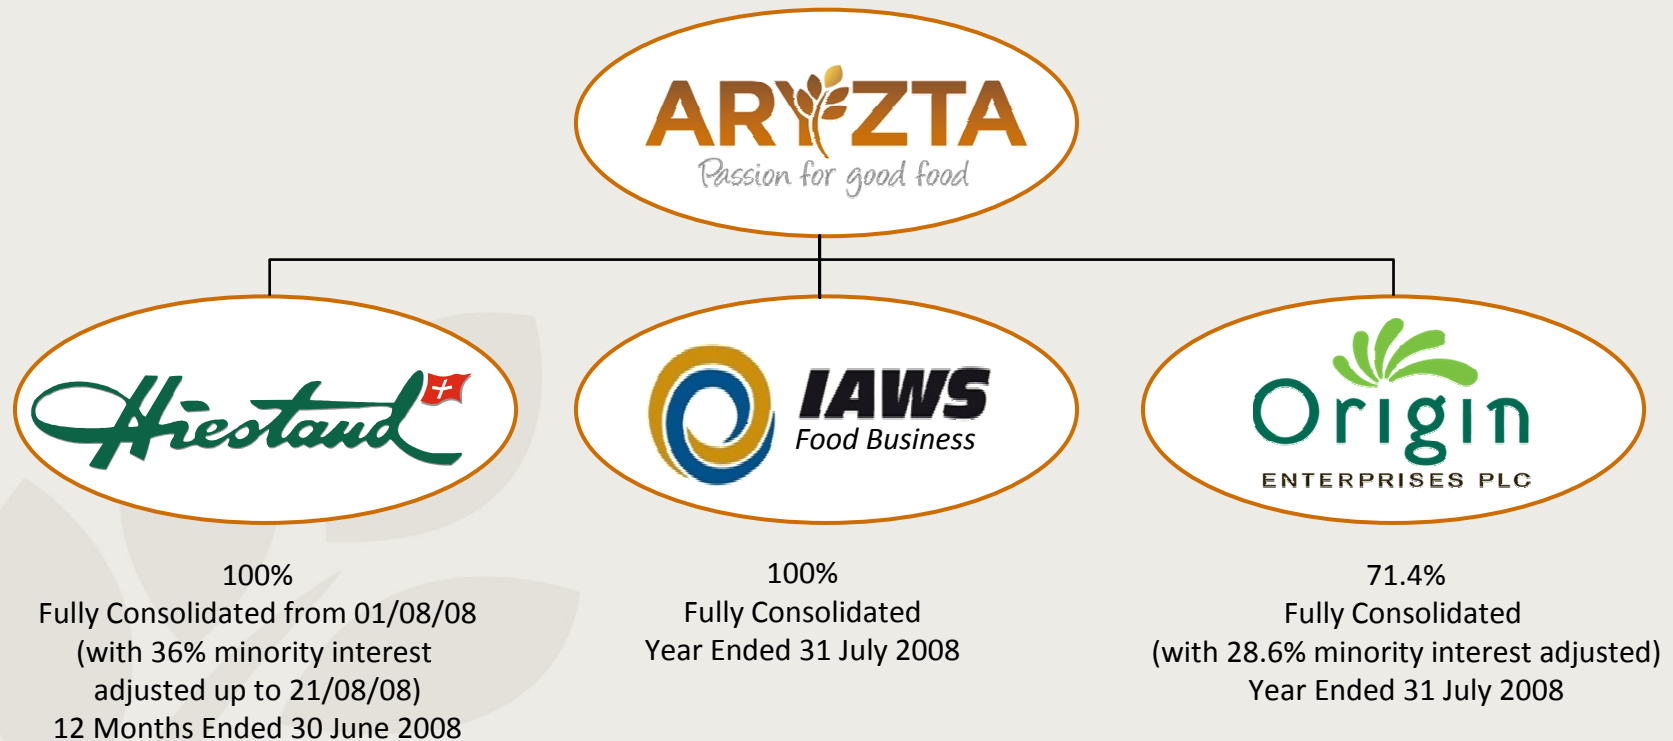 ARYZTA
Passion for good food
Hiestand
IAWS
Food Business
Origin
ENTERPRISES PLC
100%
Fully Consolidated from 01/08/08
(with 36% minority interest
adjusted up to 21/08/08)
12 Months Ended 30 June 2008
100%
Fully Consolidated
Year Ended 31 July 2008
71.4%
Fully Consolidated
(with 28.6% minority interest adjusted)
Year Ended 31 July 2008